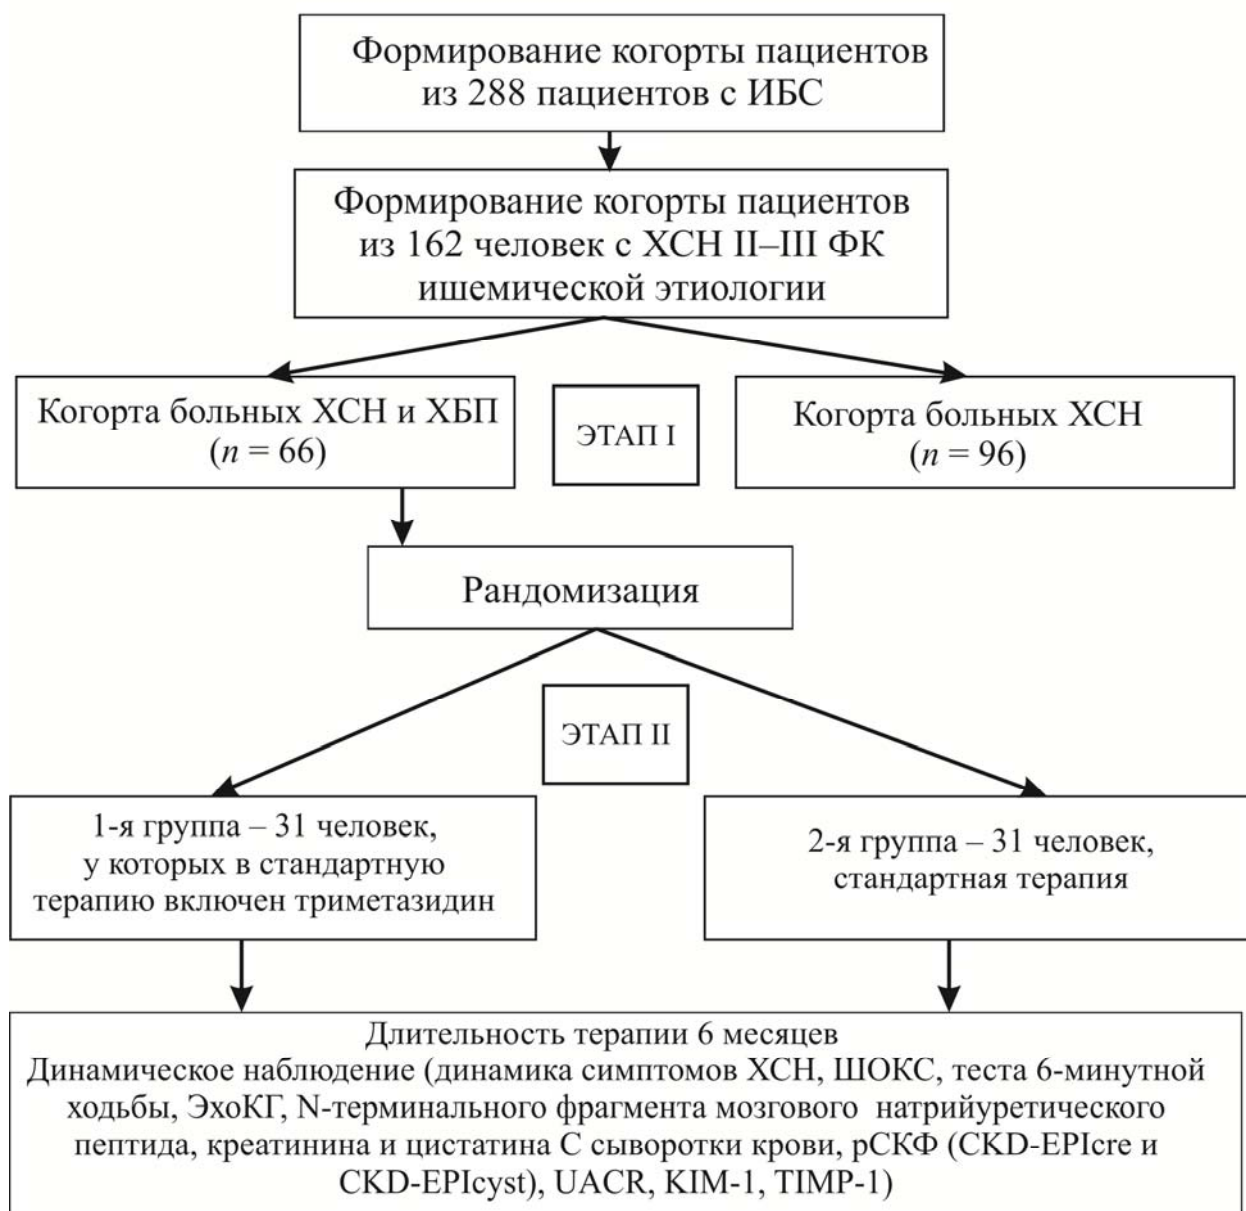 Формирование когорты пациентов
из 288 пациентов с ИБС
Формирование когорты пациентов
из 162 человек с ХСН II–III ФК
ишемической этиологии
Когорта больных ХСН и ХБП
(n = 66)
ЭТАП I
Когорта больных ХСН
(n = 96)
Рандомизация
ЭТАП II
1-я группа – 31 человек,
у которых в стандартную
терапию включен триметазидин
2-я группа – 31 человек,
стандартная терапия
Длительность терапии 6 месяцев
Динамическое наблюдение (динамика симптомов ХСН, ШОКС, теста 6-минутной
ходьбы, ЭхоКГ, N-терминального фрагмента мозгового натрийуретического
пептида, креатинина и цистатина С сыворотки крови, рСКФ (CKD-EPIcre и
CKD-EPIcyst), UACR, KIM-1, TIMP-1)